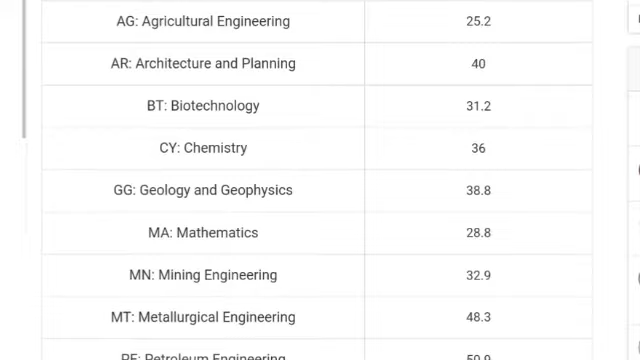 AG: Agricultural Engineering 25.2
AR: Architecture and Planning 40
BT: Biotechnology 31.2
CY: Chemistry 36
GG: Geology and Geophysics 38.8
MA: Mathematics 28.8
MN: Mining Engineering 32.9
MT: Metallurgical Engineering 48.3
PE: Petroleum Engineering 50.9